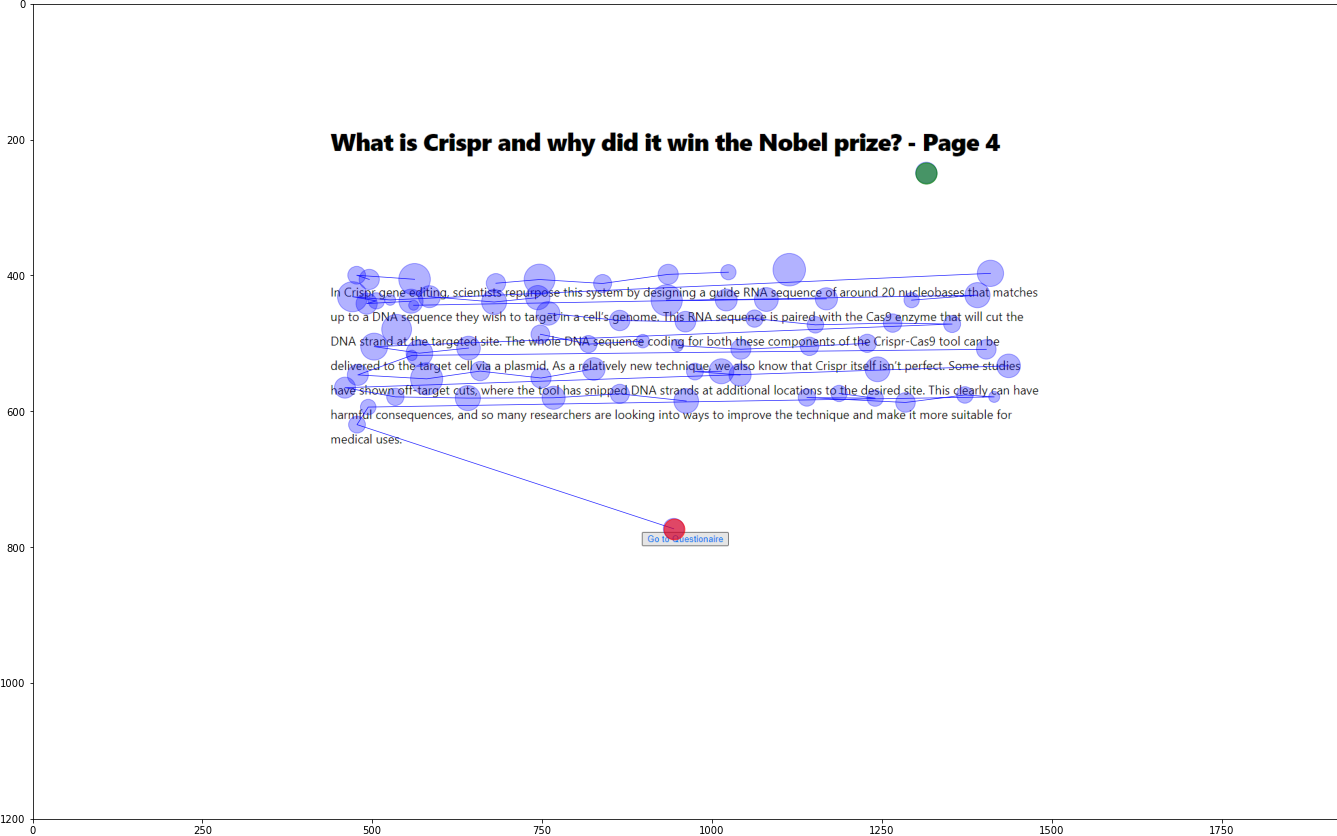 What is Crispr and why did it win the Nobel prize? - Page 4
In Crispr gene editing, scientists repurpose this system by designing a guide RNA sequence of around 20 nucleobases that matches
up to a DNA sequence they wish to target in a cell's genome. This RNA sequence is paired with the Cas9 enzyme that will cut the
DNA strand at the targeted site. The whole DNA sequence coding for both these components of the Crispr-Cas9 tool can be
delivered to the target cell via a plasmid. As a relatively new technique, we also know that Crispr itself isn't perfect. Some studies
have shown off-target cuts, where the tool has snipped DNA strands at additional locations to the desired site. This clearly can have
harmful consequences, and so many researchers are looking into ways to improve the technique and make it more suitable for
medical uses.
Go to Questionaire
0
200
400
600
800
1000
1200
0 250 500 750 1000 1250 1500 1750